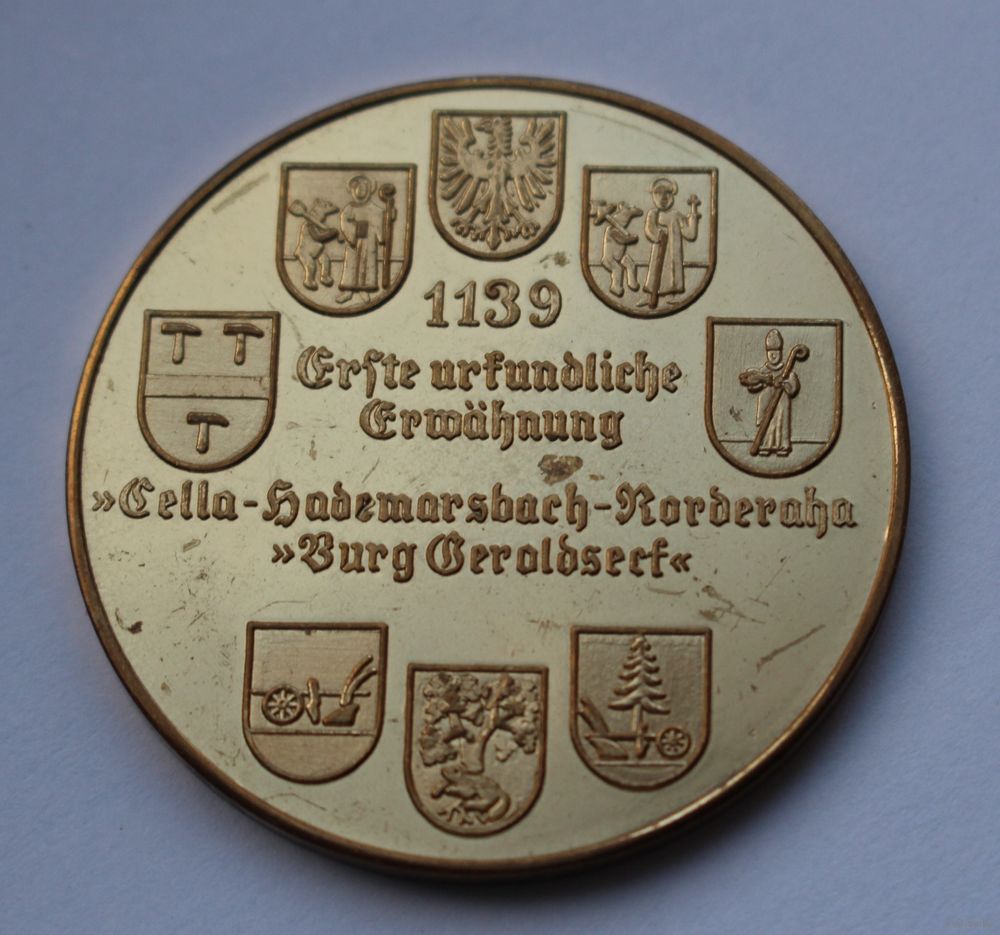 1139
Erste urkundliche
Erwähnung
»Cella-Hademarsbach-Norderaha
»Burg Geroldseck«